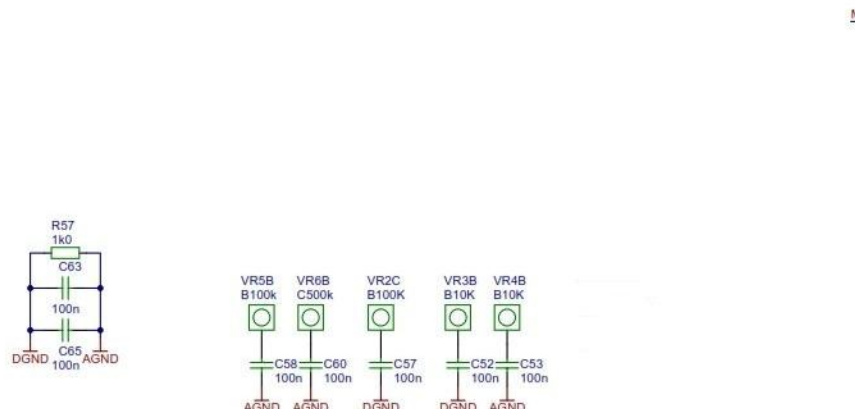 R57
1k0
C63
100n
C65
100n
DGND
AGND
VR5B
B100k
VR6B
C500k
VR2C
B100K
VR3B
B10K
VR4B
B10K
C58
100n
C60
100n
C57
100n
C52
100n
C53
100n
AGND
AGND
DGND
DGND
AGND